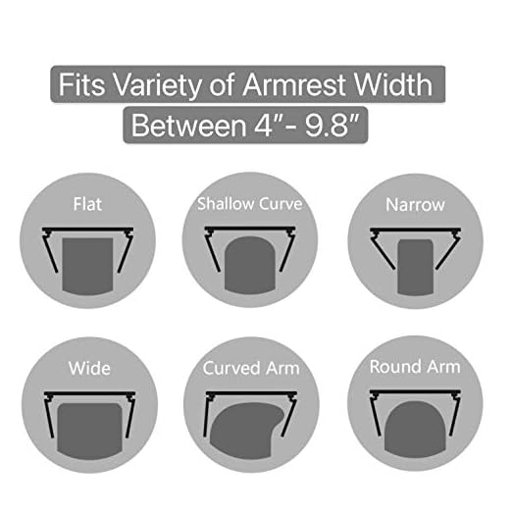 Fits Variety of Armrest Width
Between 4"- 9.8"
Flat
Shallow Curve
Narrow
Wide
Curved Arm
Round Arm